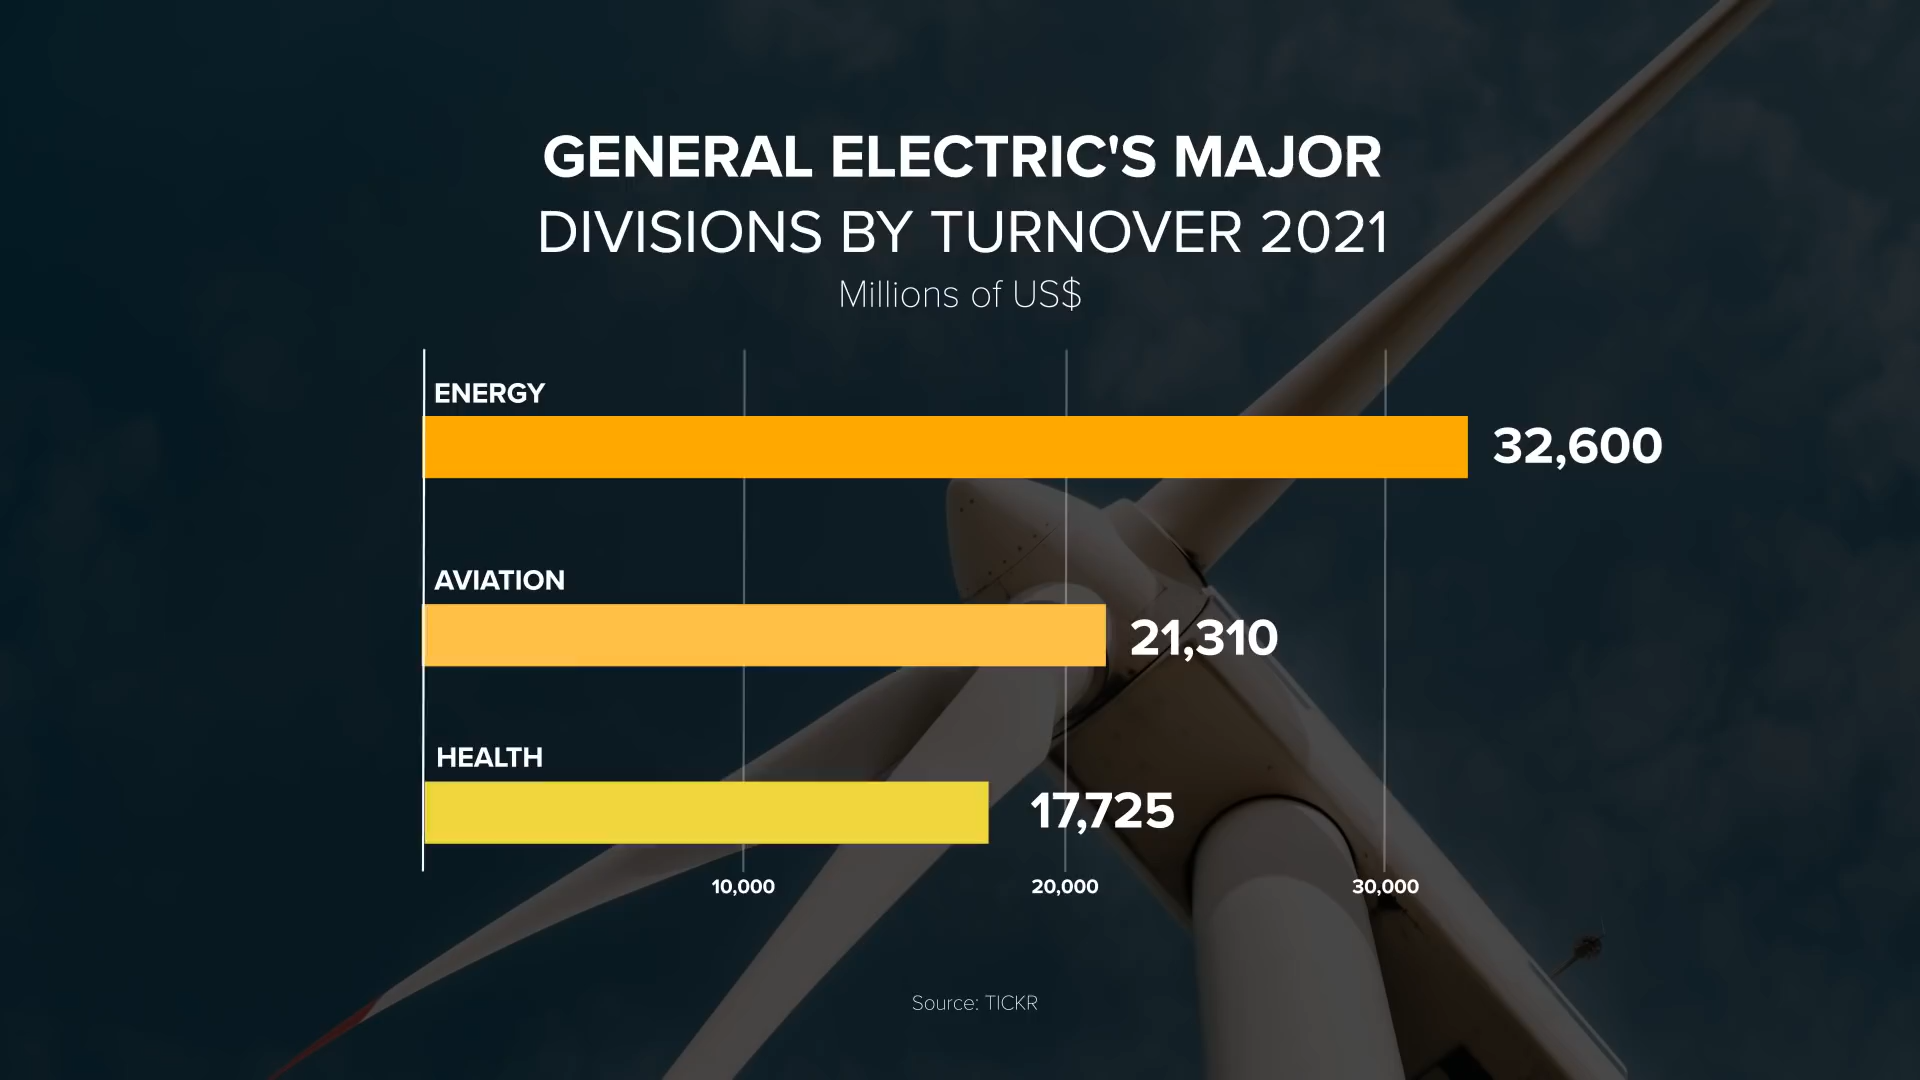 GENERAL ELECTRIC'S MAJOR
DIVISIONS BY TURNOVER 2021
Millions of US$
ENERGY
32,600
AVIATION
21,310
HEALTH
17,725
10,000
20,000
30,000
Source: TICKR